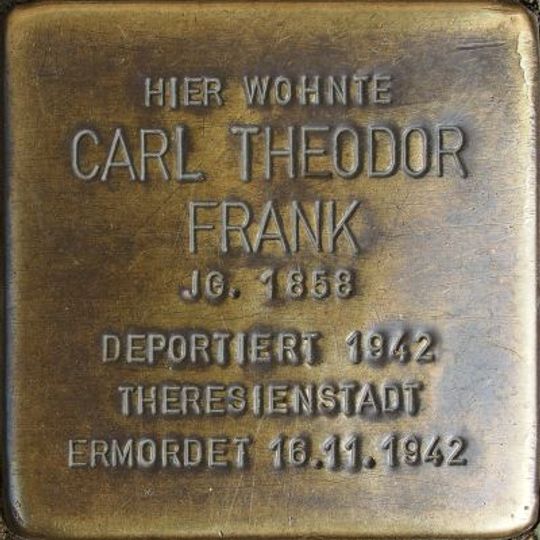 HIER WOHNTE
CARL THEODOR
FRANK
JG. 1858
DEPORTIERT 1942
THERESIENSTADT
ERMORDET 16.11.1942